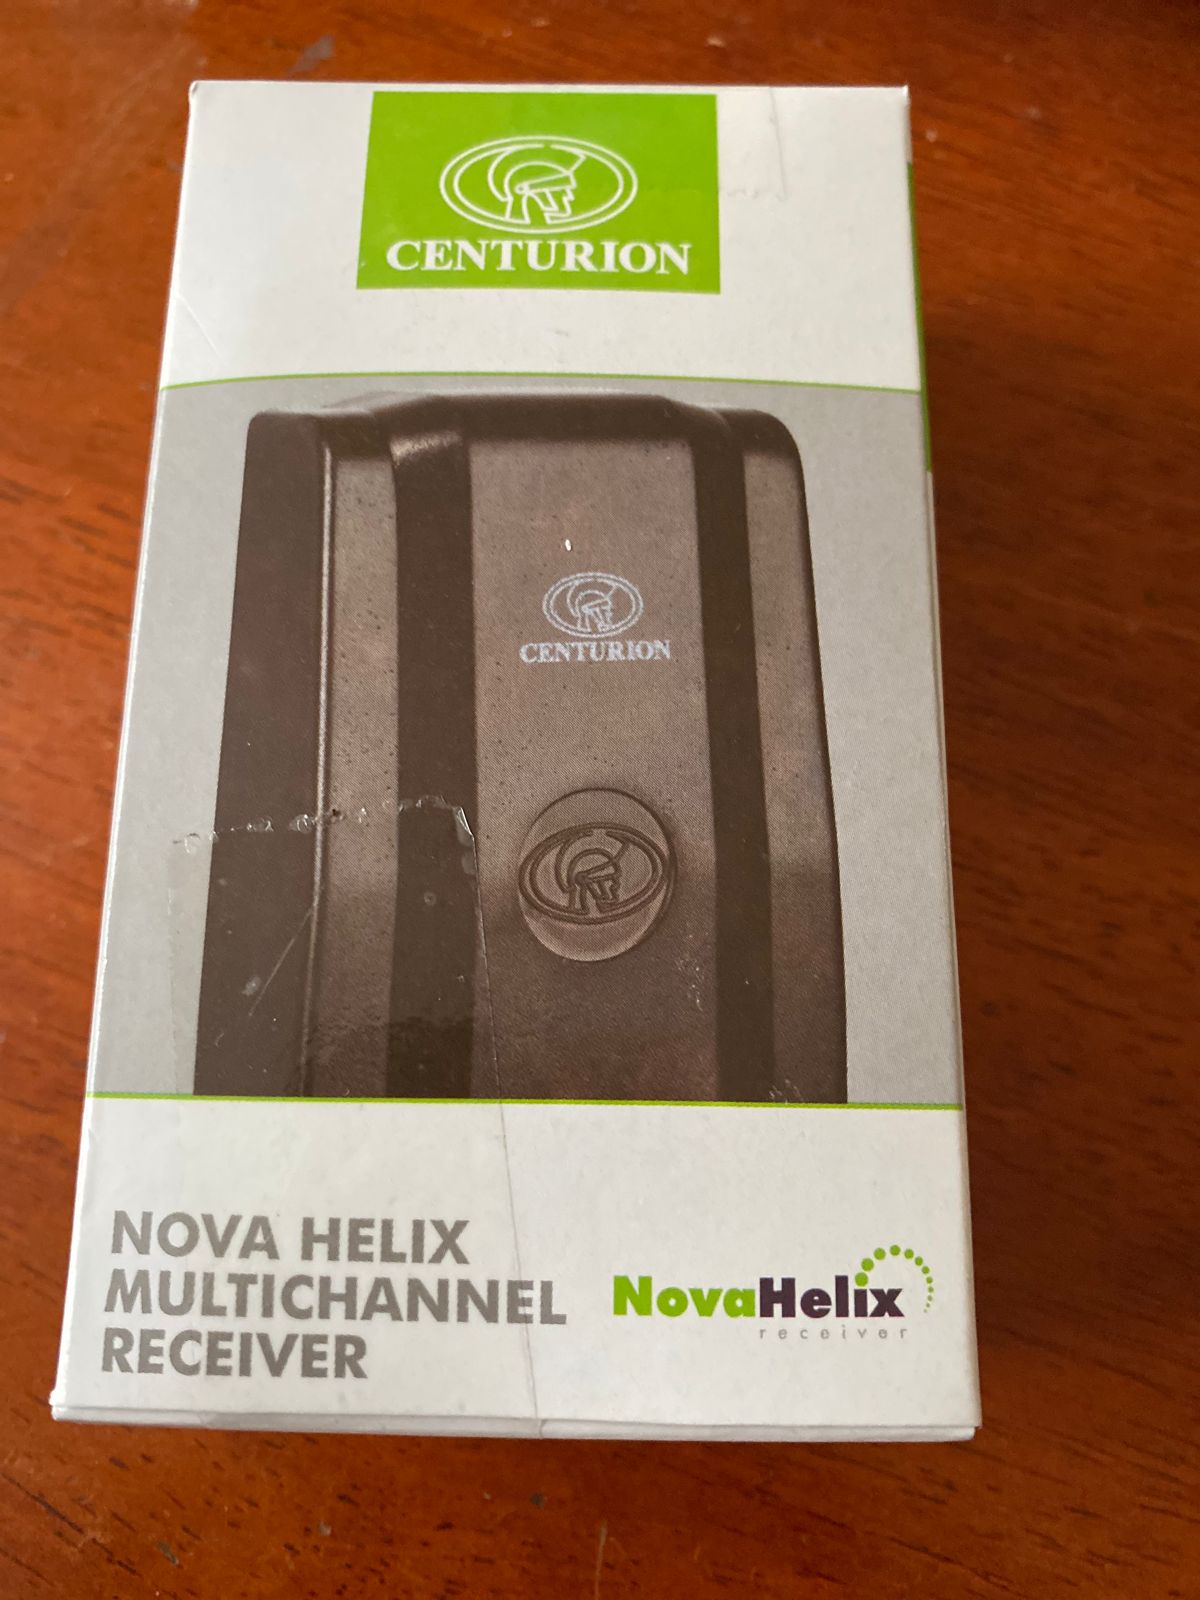 CENTURION
CENTURION
NOVA HELIX
MULTICHANNEL
RECEIVER
NovaHelix
receiver